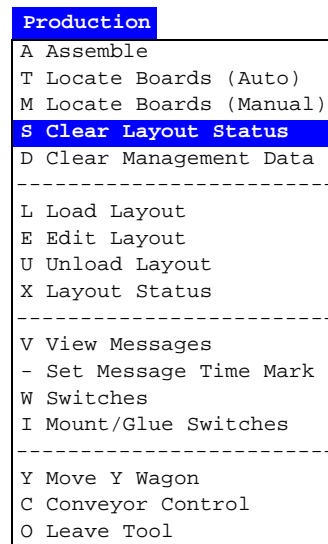 Production
A Assemble
T Locate Boards (Auto)
M Locate Boards (Manual)
S Clear Layout Status
D Clear Management Data
------------------------
L Load Layout
E Edit Layout
U Unload Layout
X Layout Status
------------------------
V View Messages
- Set Message Time Mark
W Switches
I Mount/Glue Switches
------------------------
Y Move Y Wagon
C Conveyor Control
O Leave Tool